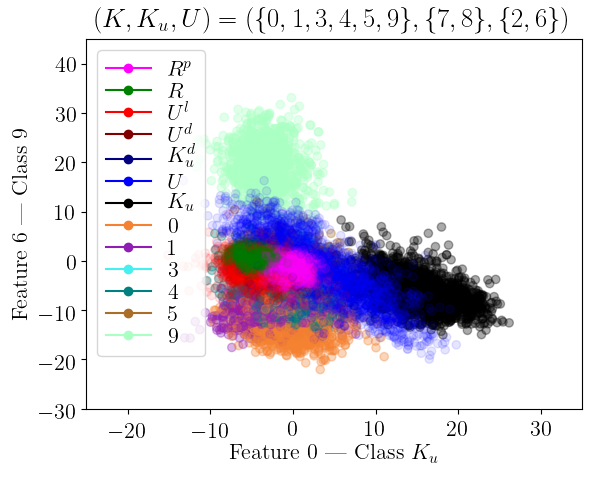 (K, K_u, U) = ({0, 1, 3, 4, 5, 9}, {7, 8}, {2, 6})
Feature 6 — Class 9
40
30
20
10
0
−10
−20
−30
R^p
R
U^l
U^d
K_u^d
U
K_u
0
1
3
4
5
9
−20
−10
0
10
20
30
Feature 0 — Class K_u